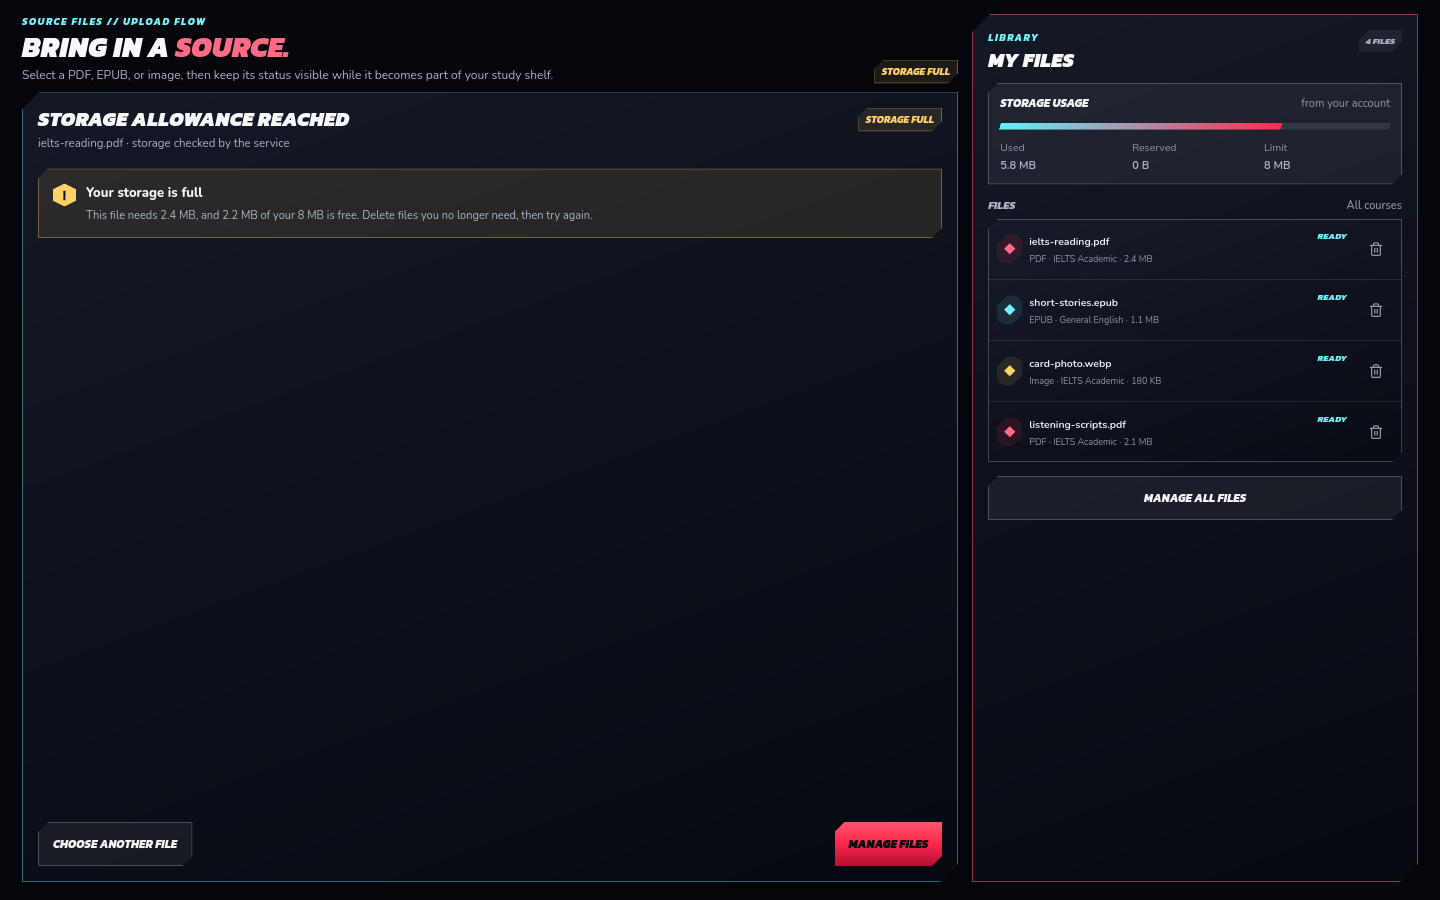 SOURCE FILES // UPLOAD FLOW
BRING IN A SOURCE.
Select a PDF, EPUB, or image, then keep its status visible while it becomes part of your study shelf.
STORAGE FULL
STORAGE ALLOWANCE REACHED
ielts-reading.pdf · storage checked by the service
STORAGE FULL
!
Your storage is full
This file needs 2.4 MB, and 2.2 MB of your 8 MB is free. Delete files you no longer need, then try again.
CHOOSE ANOTHER FILE
MANAGE FILES
LIBRARY
MY FILES
4 FILES
STORAGE USAGE
from your account
Used
Reserved
Limit
5.8 MB
0 B
8 MB
FILES
All courses
ielts-reading.pdf
PDF · IELTS Academic · 2.4 MB
READY
short-stories.epub
EPUB · General English · 1.1 MB
READY
card-photo.webp
Image · IELTS Academic · 180 KB
READY
listening-scripts.pdf
PDF · IELTS Academic · 2.1 MB
READY
MANAGE ALL FILES